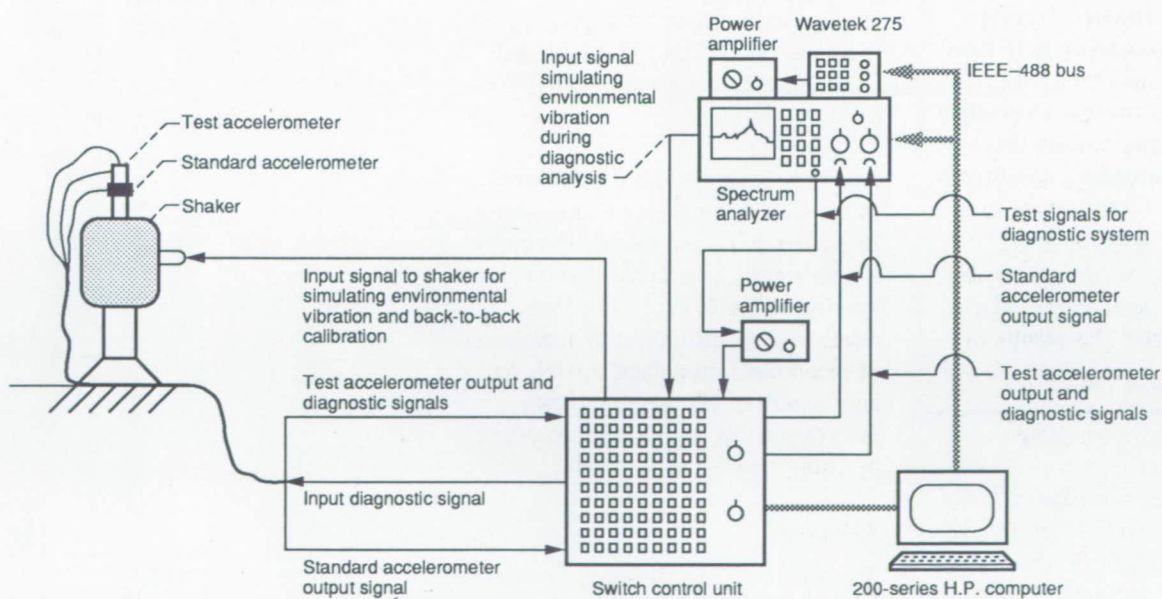 Power
amplifier
Wavetek 275
Input signal
simulating
environmental
vibration
during
diagnostic
analysis
IEEE–488 bus
Test accelerometer
Standard accelerometer
Shaker
Spectrum
analyzer
Test signals for
diagnostic system
Input signal to shaker for
simulating environmental
vibration and back-to-back
calibration
Power
amplifier
Standard
accelerometer
output signal
Test accelerometer output and
diagnostic signals
Test accelerometer
output and
diagnostic signals
Input diagnostic signal
Standard accelerometer
output signal
Switch control unit
200-series H.P. computer